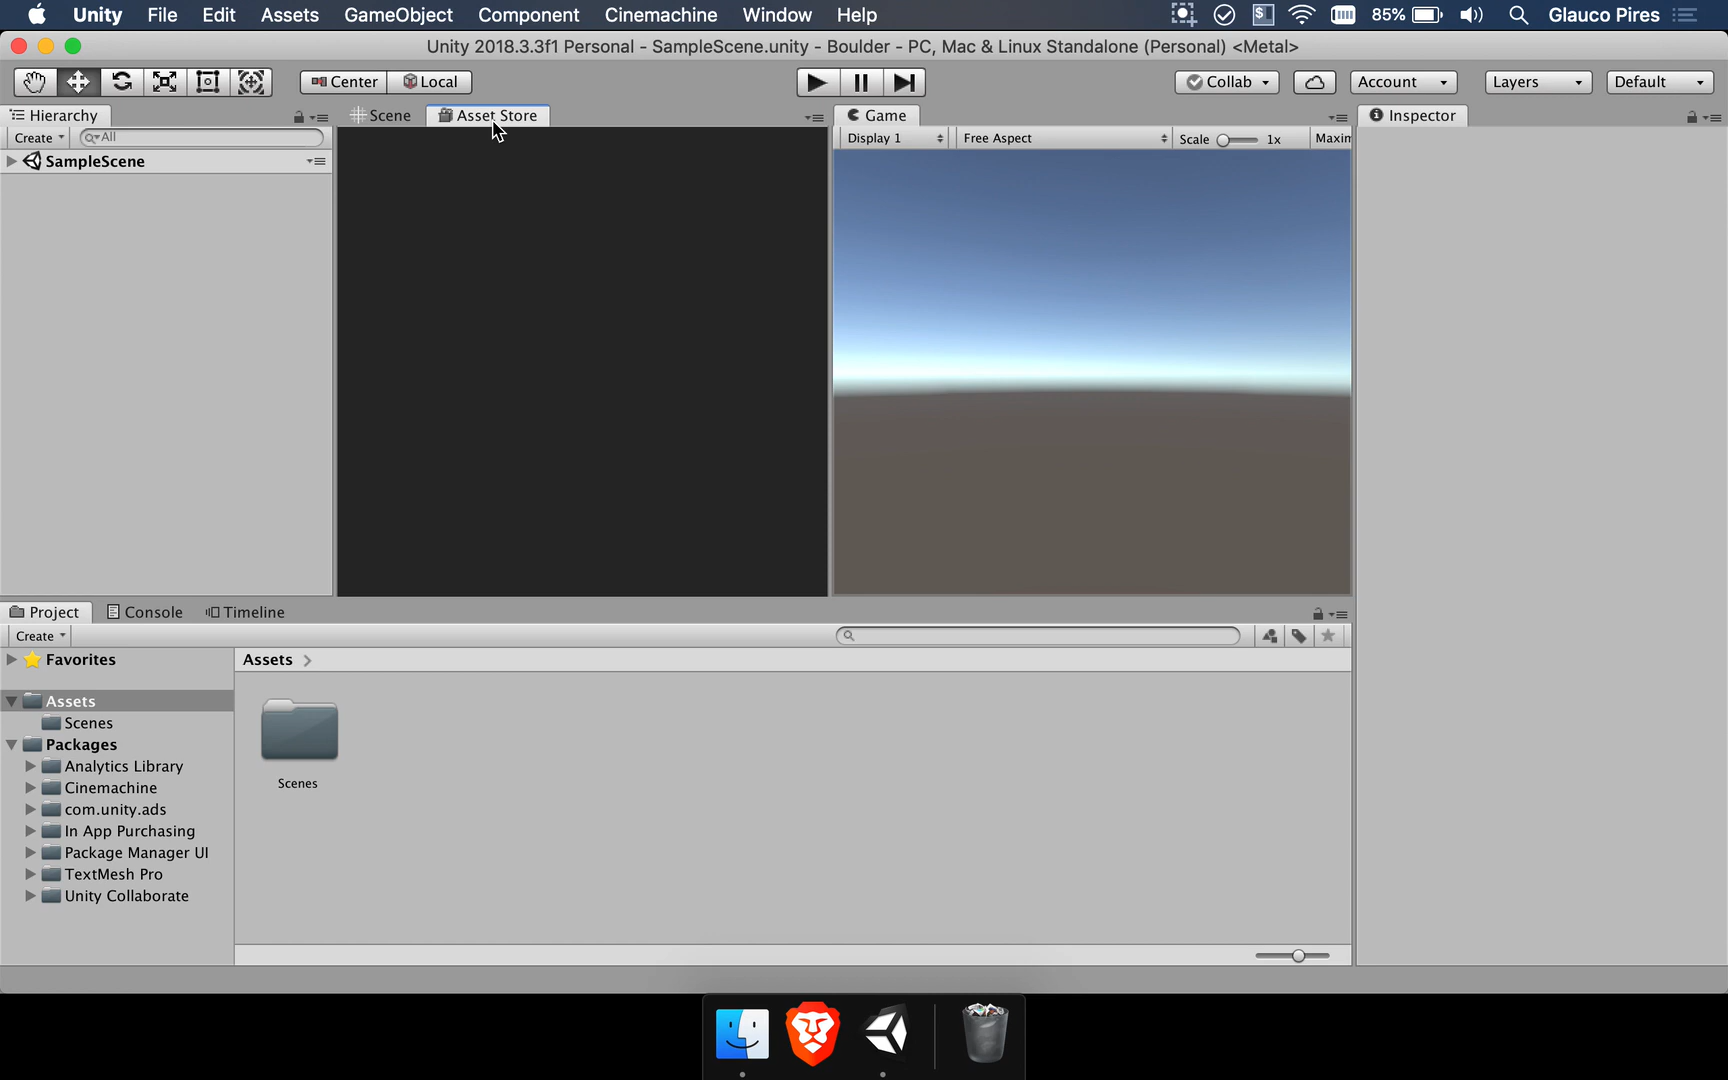 Unity File Edit Assets GameObject Component Cinemachine Window Help 85% Glauco Pires
Unity 2018.3.3f1 Personal - SampleScene.unity - Boulder - PC, Mac & Linux Standalone (Personal) <Metal>
Center Local Collab Account Layers Default
Hierarchy Scene Asset Store Game Inspector
Create All Display 1 Free Aspect Scale 1x Maxim
SampleScene
Project Console Timeline
Create
Favorites Assets
Assets
Scenes
Packages
Analytics Library
Cinemachine
com.unity.ads
In App Purchasing
Package Manager UI
TextMesh Pro
Unity Collaborate
Scenes